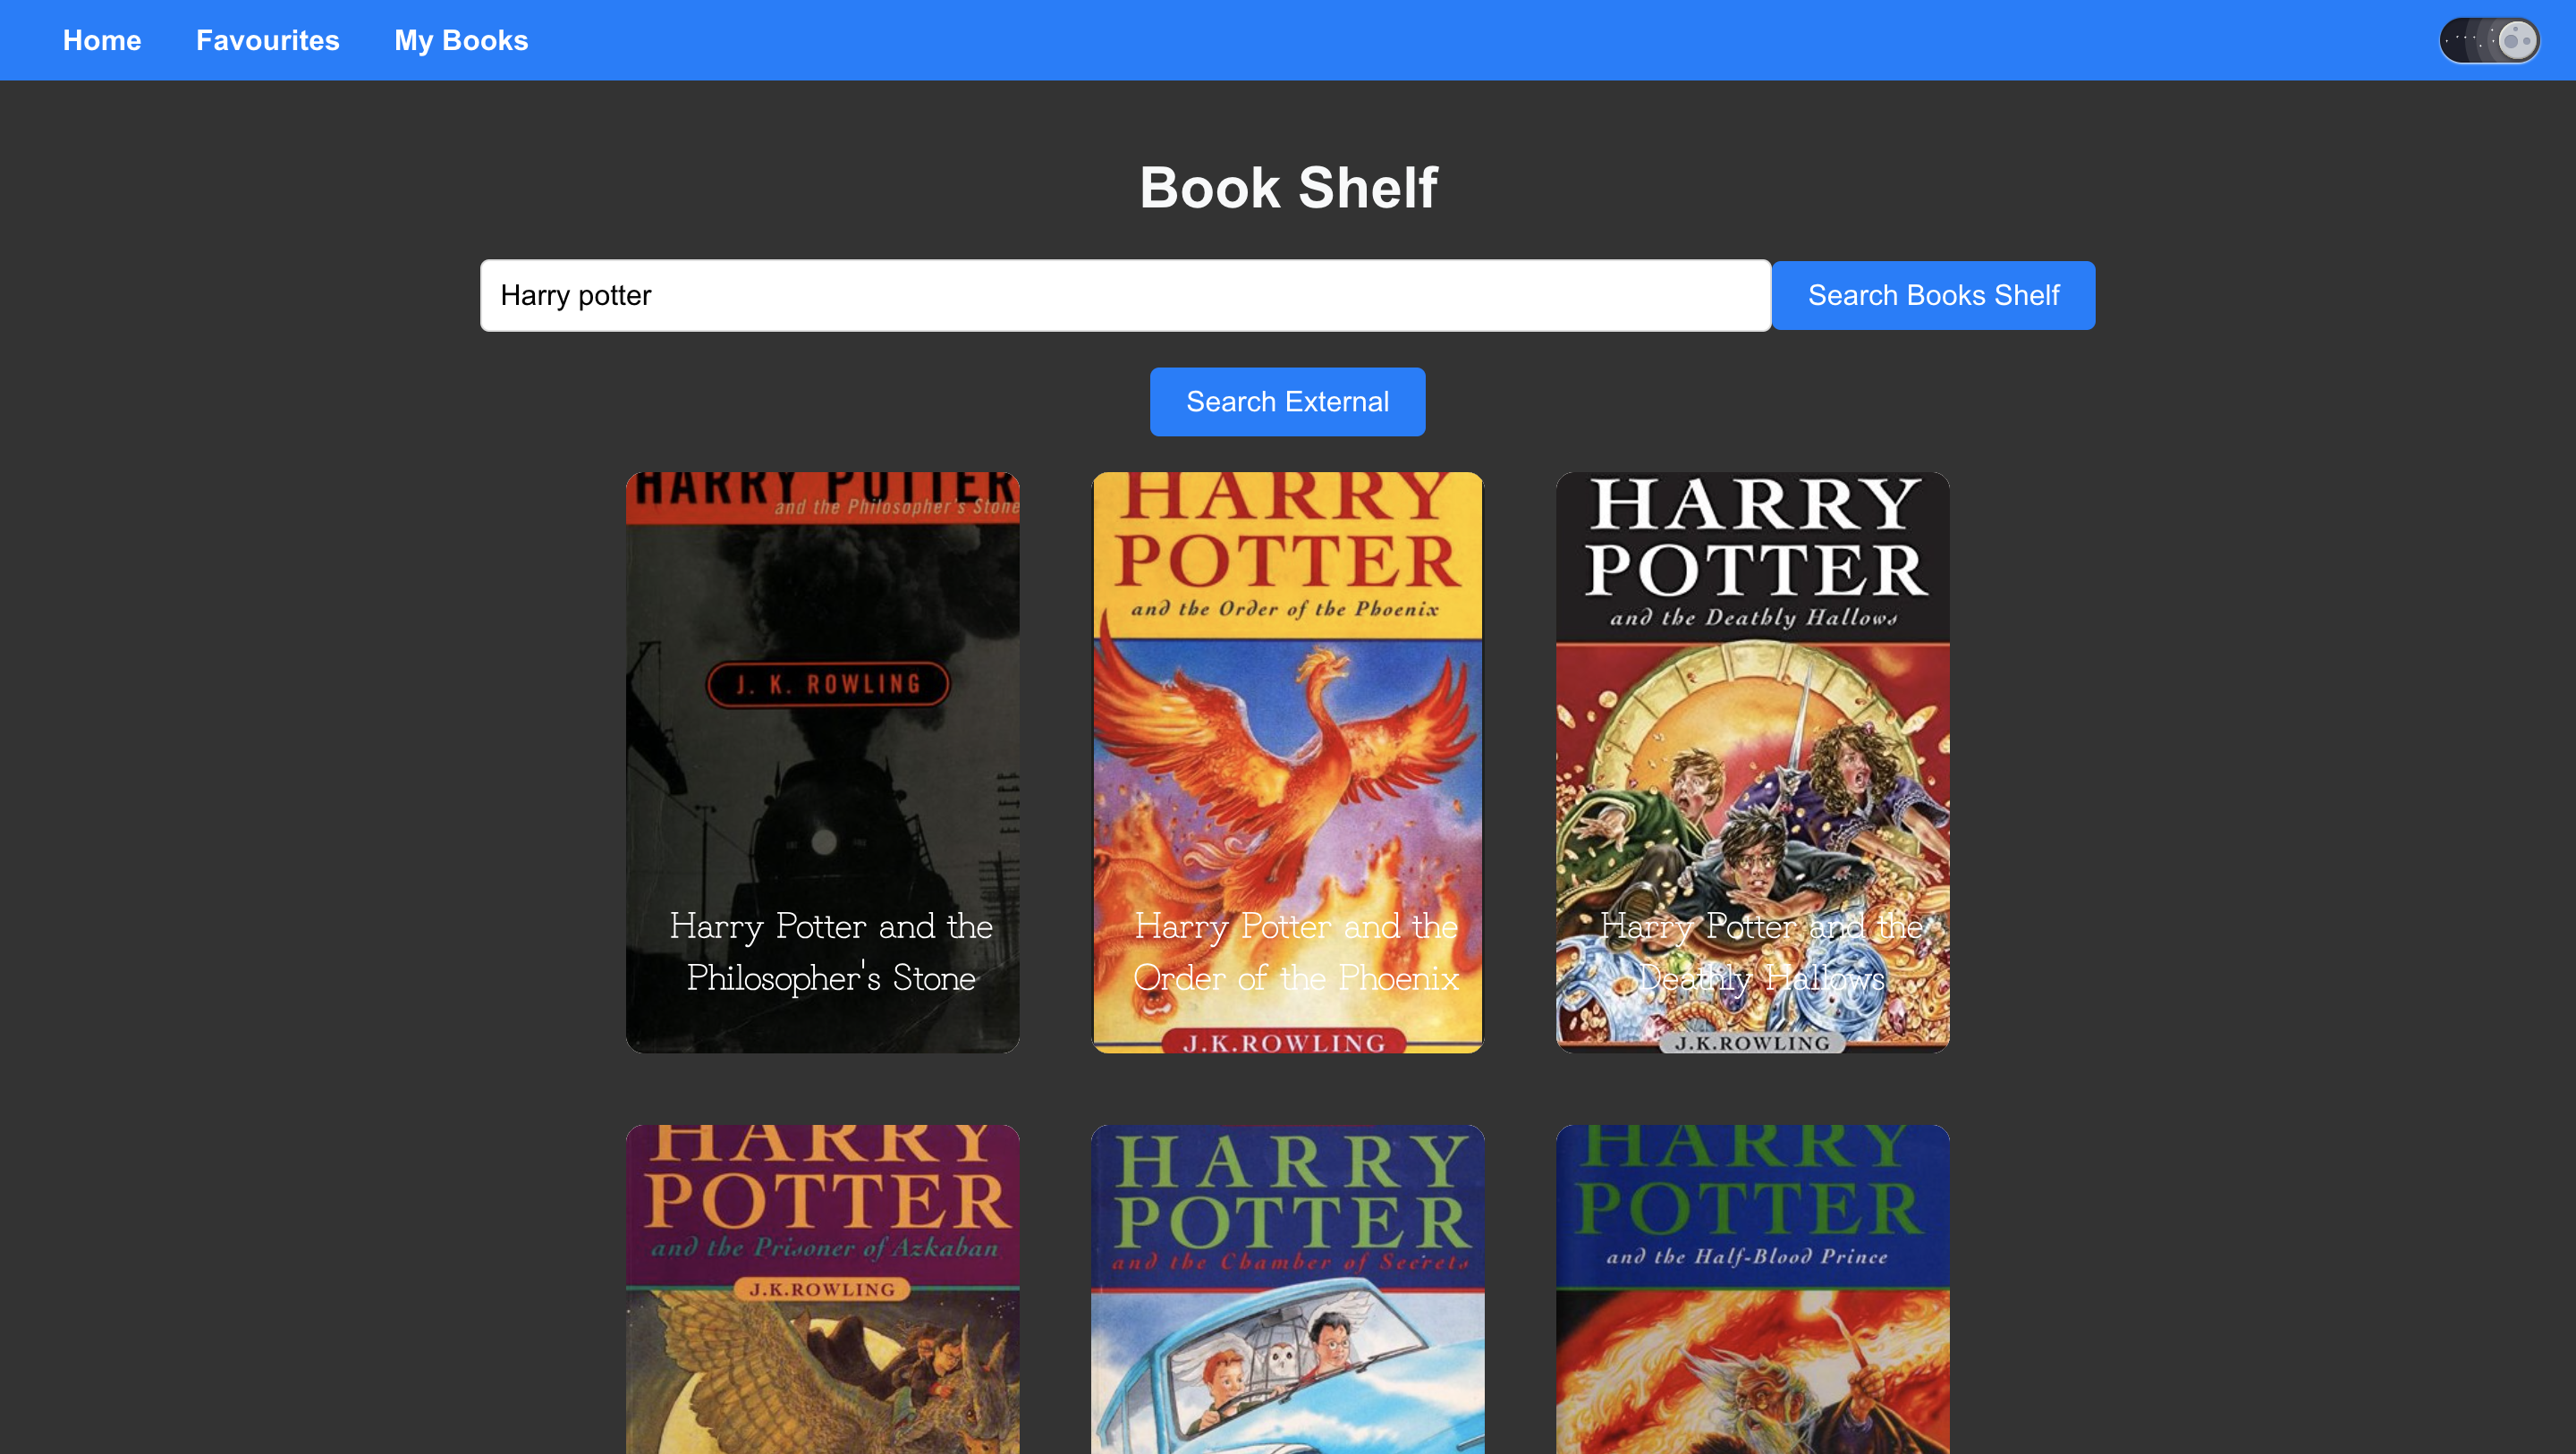 Home Favourites My Books
Book Shelf
Harry potter Search Books Shelf
Search External
HARRY POTTER
and the Philosopher's Stone
J. K. ROWLING
Harry Potter and the
Philosopher's Stone
HARRY
POTTER
and the Order of the Phoenix
Harry Potter and the
Order of the Phoenix
J.K.ROWLING
HARRY
POTTER
and the Deathly Hallows
Harry Potter and the
Deathly Hallows
J.K.ROWLING
HARRY
POTTER
and the Prisoner of Azkaban
J.K.ROWLING
HARRY
POTTER
and the Chamber of Secrets
HARRY
POTTER
and the Half-Blood Prince